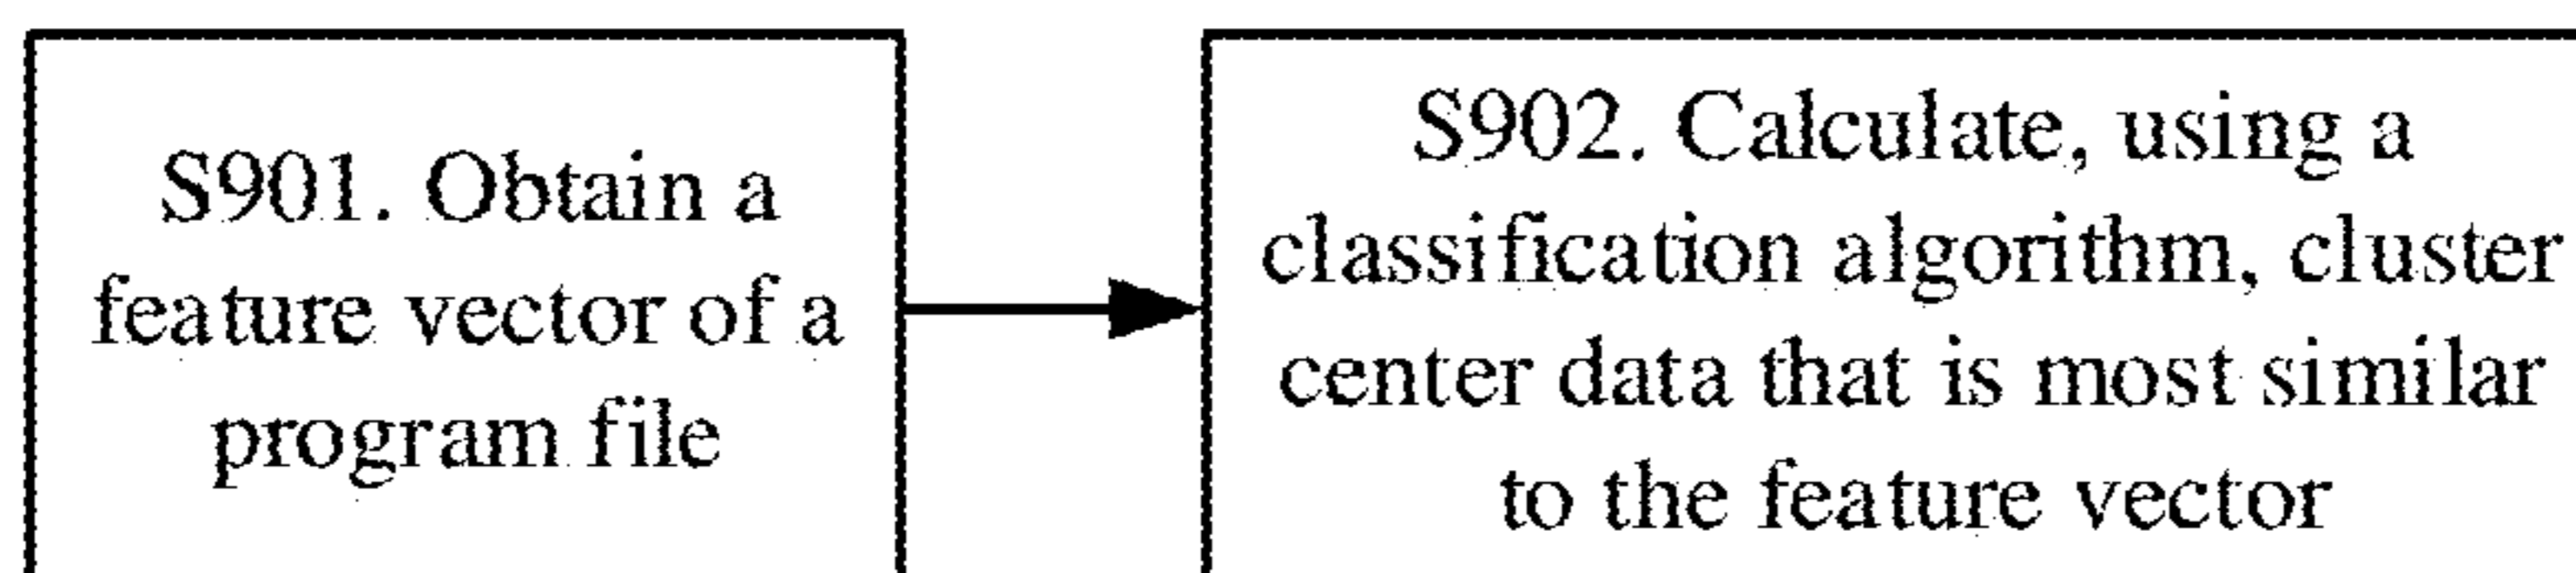 S901. Obtain a
feature vector of a
program file
S902. Calculate, using a
classification algorithm, cluster
center data that is most similar
to the feature vector